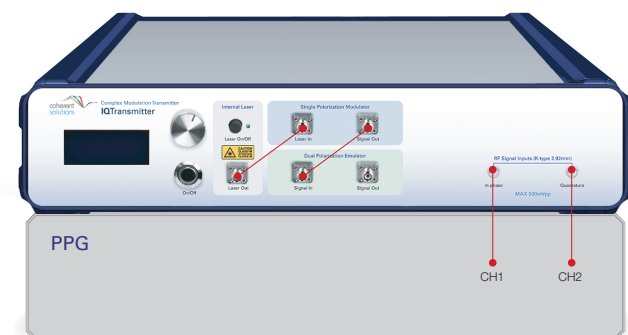 coherent
solutions
Complex Modulation Transmitter
IQTransmitter
On/Off
Internal Laser
Laser On/Off
CAUTION
Laser Out
Single Polarization Modulator
Laser In
Signal Out
Dual Polarization Emulator
Signal In
Signal Out
RF Signal Inputs (K-type 2.92mm)
In-phase
Quadrature
MAX 500mVpp
PPG
CH1
CH2